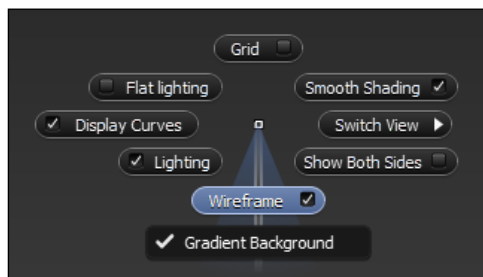 Grid
Flat lighting
Smooth Shading
Display Curves
Switch View
Lighting
Show Both Sides
Wireframe
Gradient Background